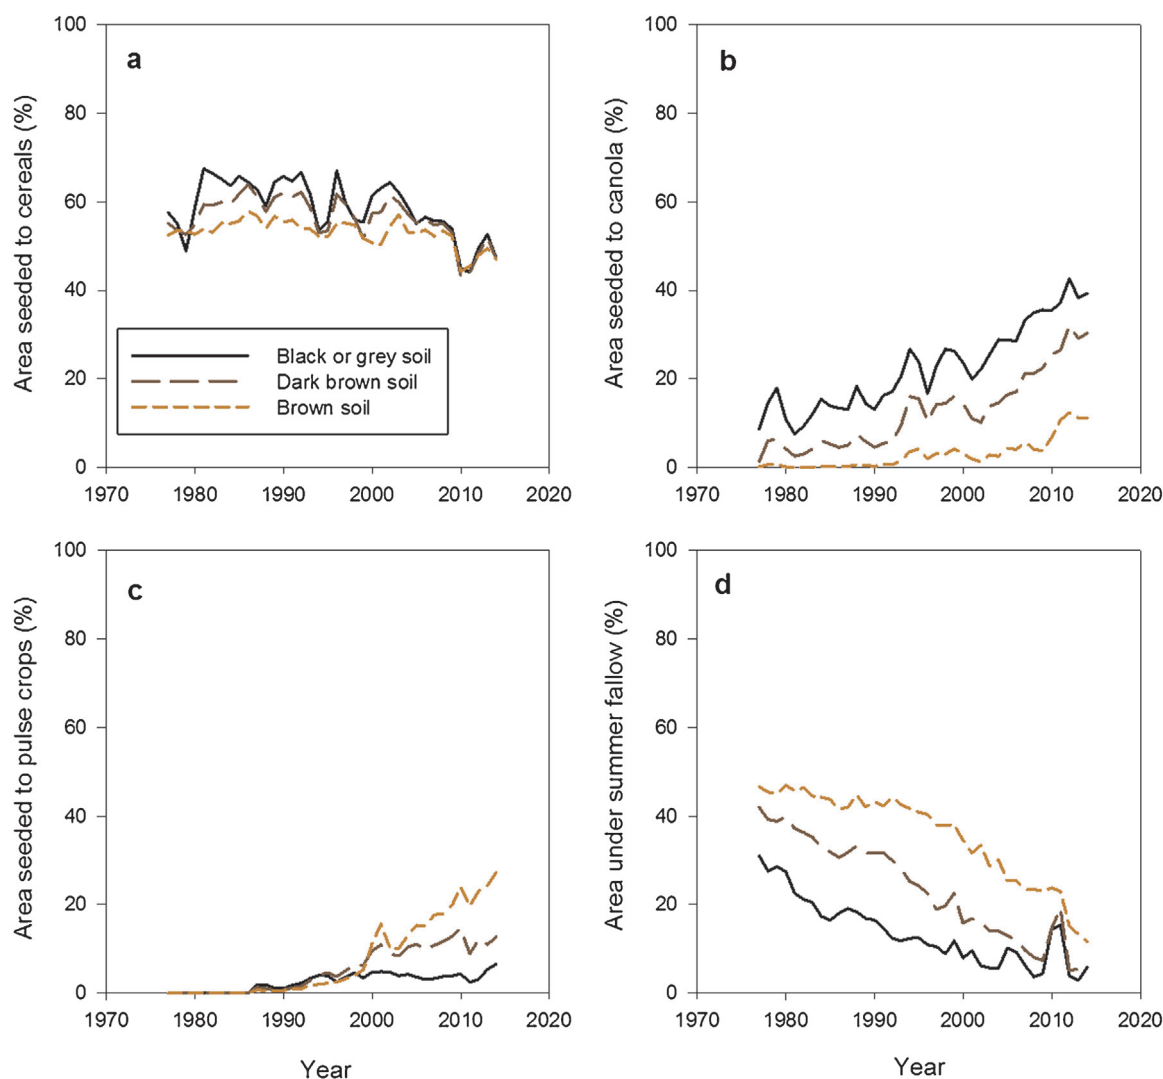 a
Area seeded to cereals (%)
100
80
60
40
20
0
Black or grey soil
Dark brown soil
Brown soil
1970 1980 1990 2000 2010 2020
b
Area seeded to canola (%)
100
80
60
40
20
0
1970 1980 1990 2000 2010 2020
c
Area seeded to pulse crops (%)
100
80
60
40
20
0
1970 1980 1990 2000 2010 2020
Year
d
Area under summer fallow (%)
100
80
60
40
20
0
1970 1980 1990 2000 2010 2020
Year